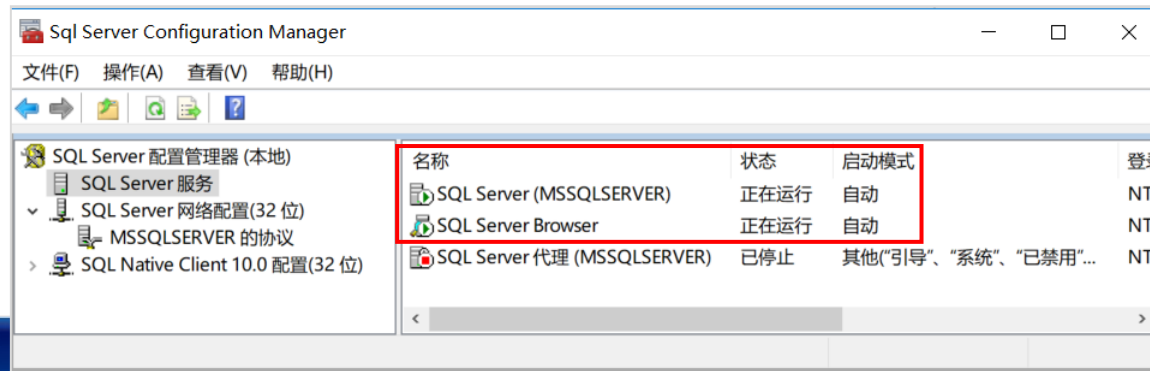 Sql Server Configuration Manager
文件(F) 操作(A) 查看(V) 帮助(H)
SQL Server 配置管理器 (本地)
SQL Server 服务
SQL Server 网络配置(32 位)
MSSQLSERVER 的协议
SQL Native Client 10.0 配置(32 位)
名称 状态 启动模式 登
SQL Server (MSSQLSERVER) 正在运行 自动 NT
SQL Server Browser 正在运行 自动 NT
SQL Server 代理 (MSSQLSERVER) 已停止 其他("引导"、"系统"、"已禁用"... NT